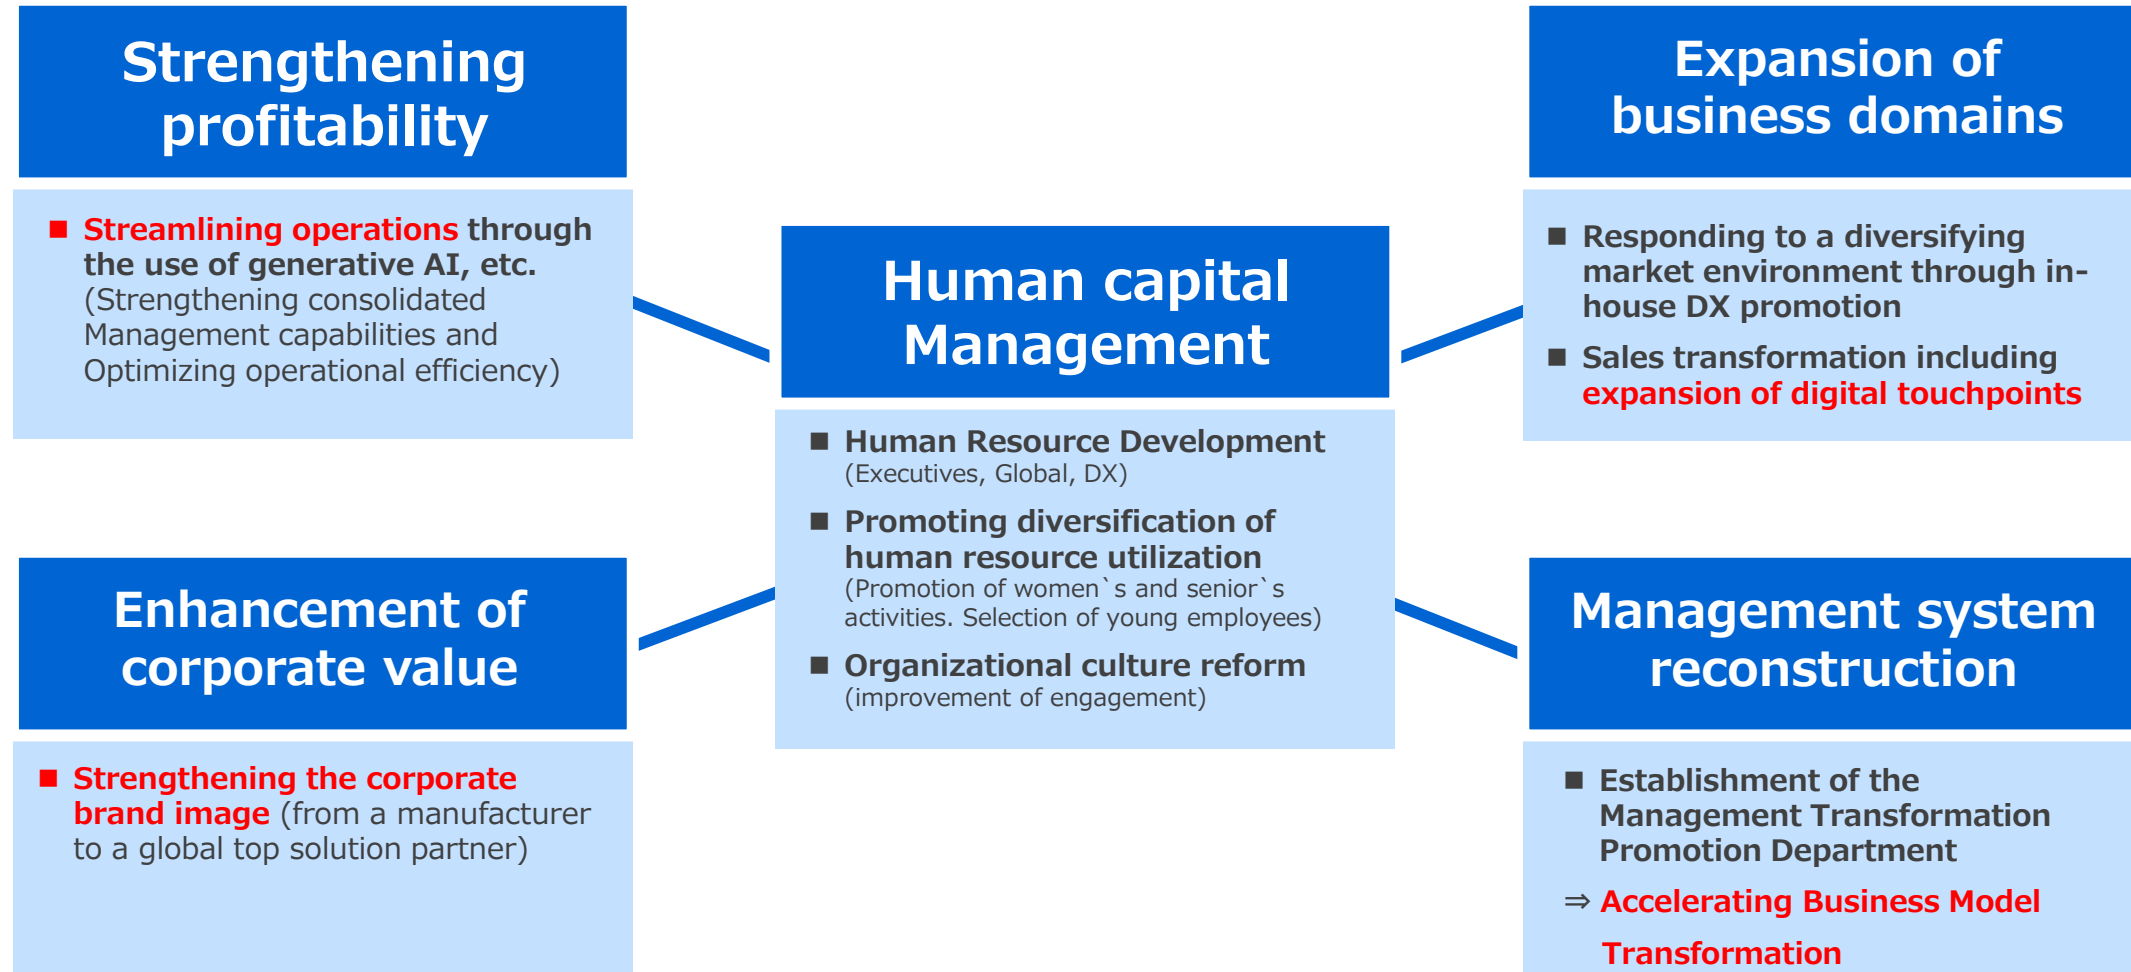 Strengthening
profitability
■ Streamlining operations through
the use of generative AI, etc.
(Strengthening consolidated
Management capabilities and
Optimizing operational efficiency)
Expansion of
business domains
■ Responding to a diversifying
market environment through in-
house DX promotion
■ Sales transformation including
expansion of digital touchpoints
Human capital
Management
■ Human Resource Development
(Executives, Global, DX)
■ Promoting diversification of
human resource utilization
(Promotion of women`s and senior`s
activities. Selection of young employees)
■ Organizational culture reform
(improvement of engagement)
Enhancement of
corporate value
■ Strengthening the corporate
brand image (from a manufacturer
to a global top solution partner)
Management system
reconstruction
■ Establishment of the
Management Transformation
Promotion Department
⇒ Accelerating Business Model
Transformation